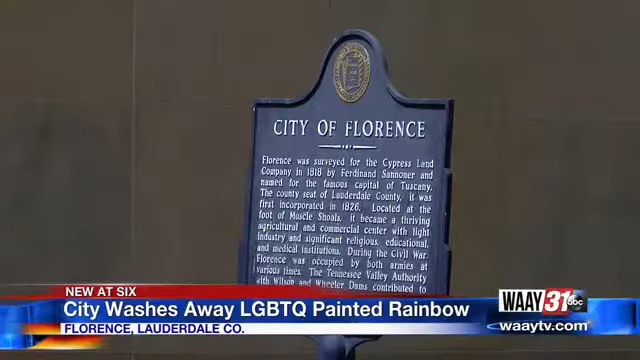 CITY OF FLORENCE
Florence was surveyed for the Cypress Land
Company in 1818 by Ferdinand Sannoner and
named for the famous capital of Tuscany.
The county seat of Lauderdale County, it was
first incorporated in 1826. Located at the
foot of Muscle Shoals, it became a thriving
agricultural and commercial center with light
industry and significant religious, educational,
and medical institutions. During the Civil War
Florence was occupied by both armies at
various times. The Tennessee Valley Authority
with Wilson and Wheeler Dams contributed to
NEW AT SIX
City Washes Away LGBTQ Painted Rainbow
FLORENCE, LAUDERDALE CO.
WAAY 31 abc
waaytv.com